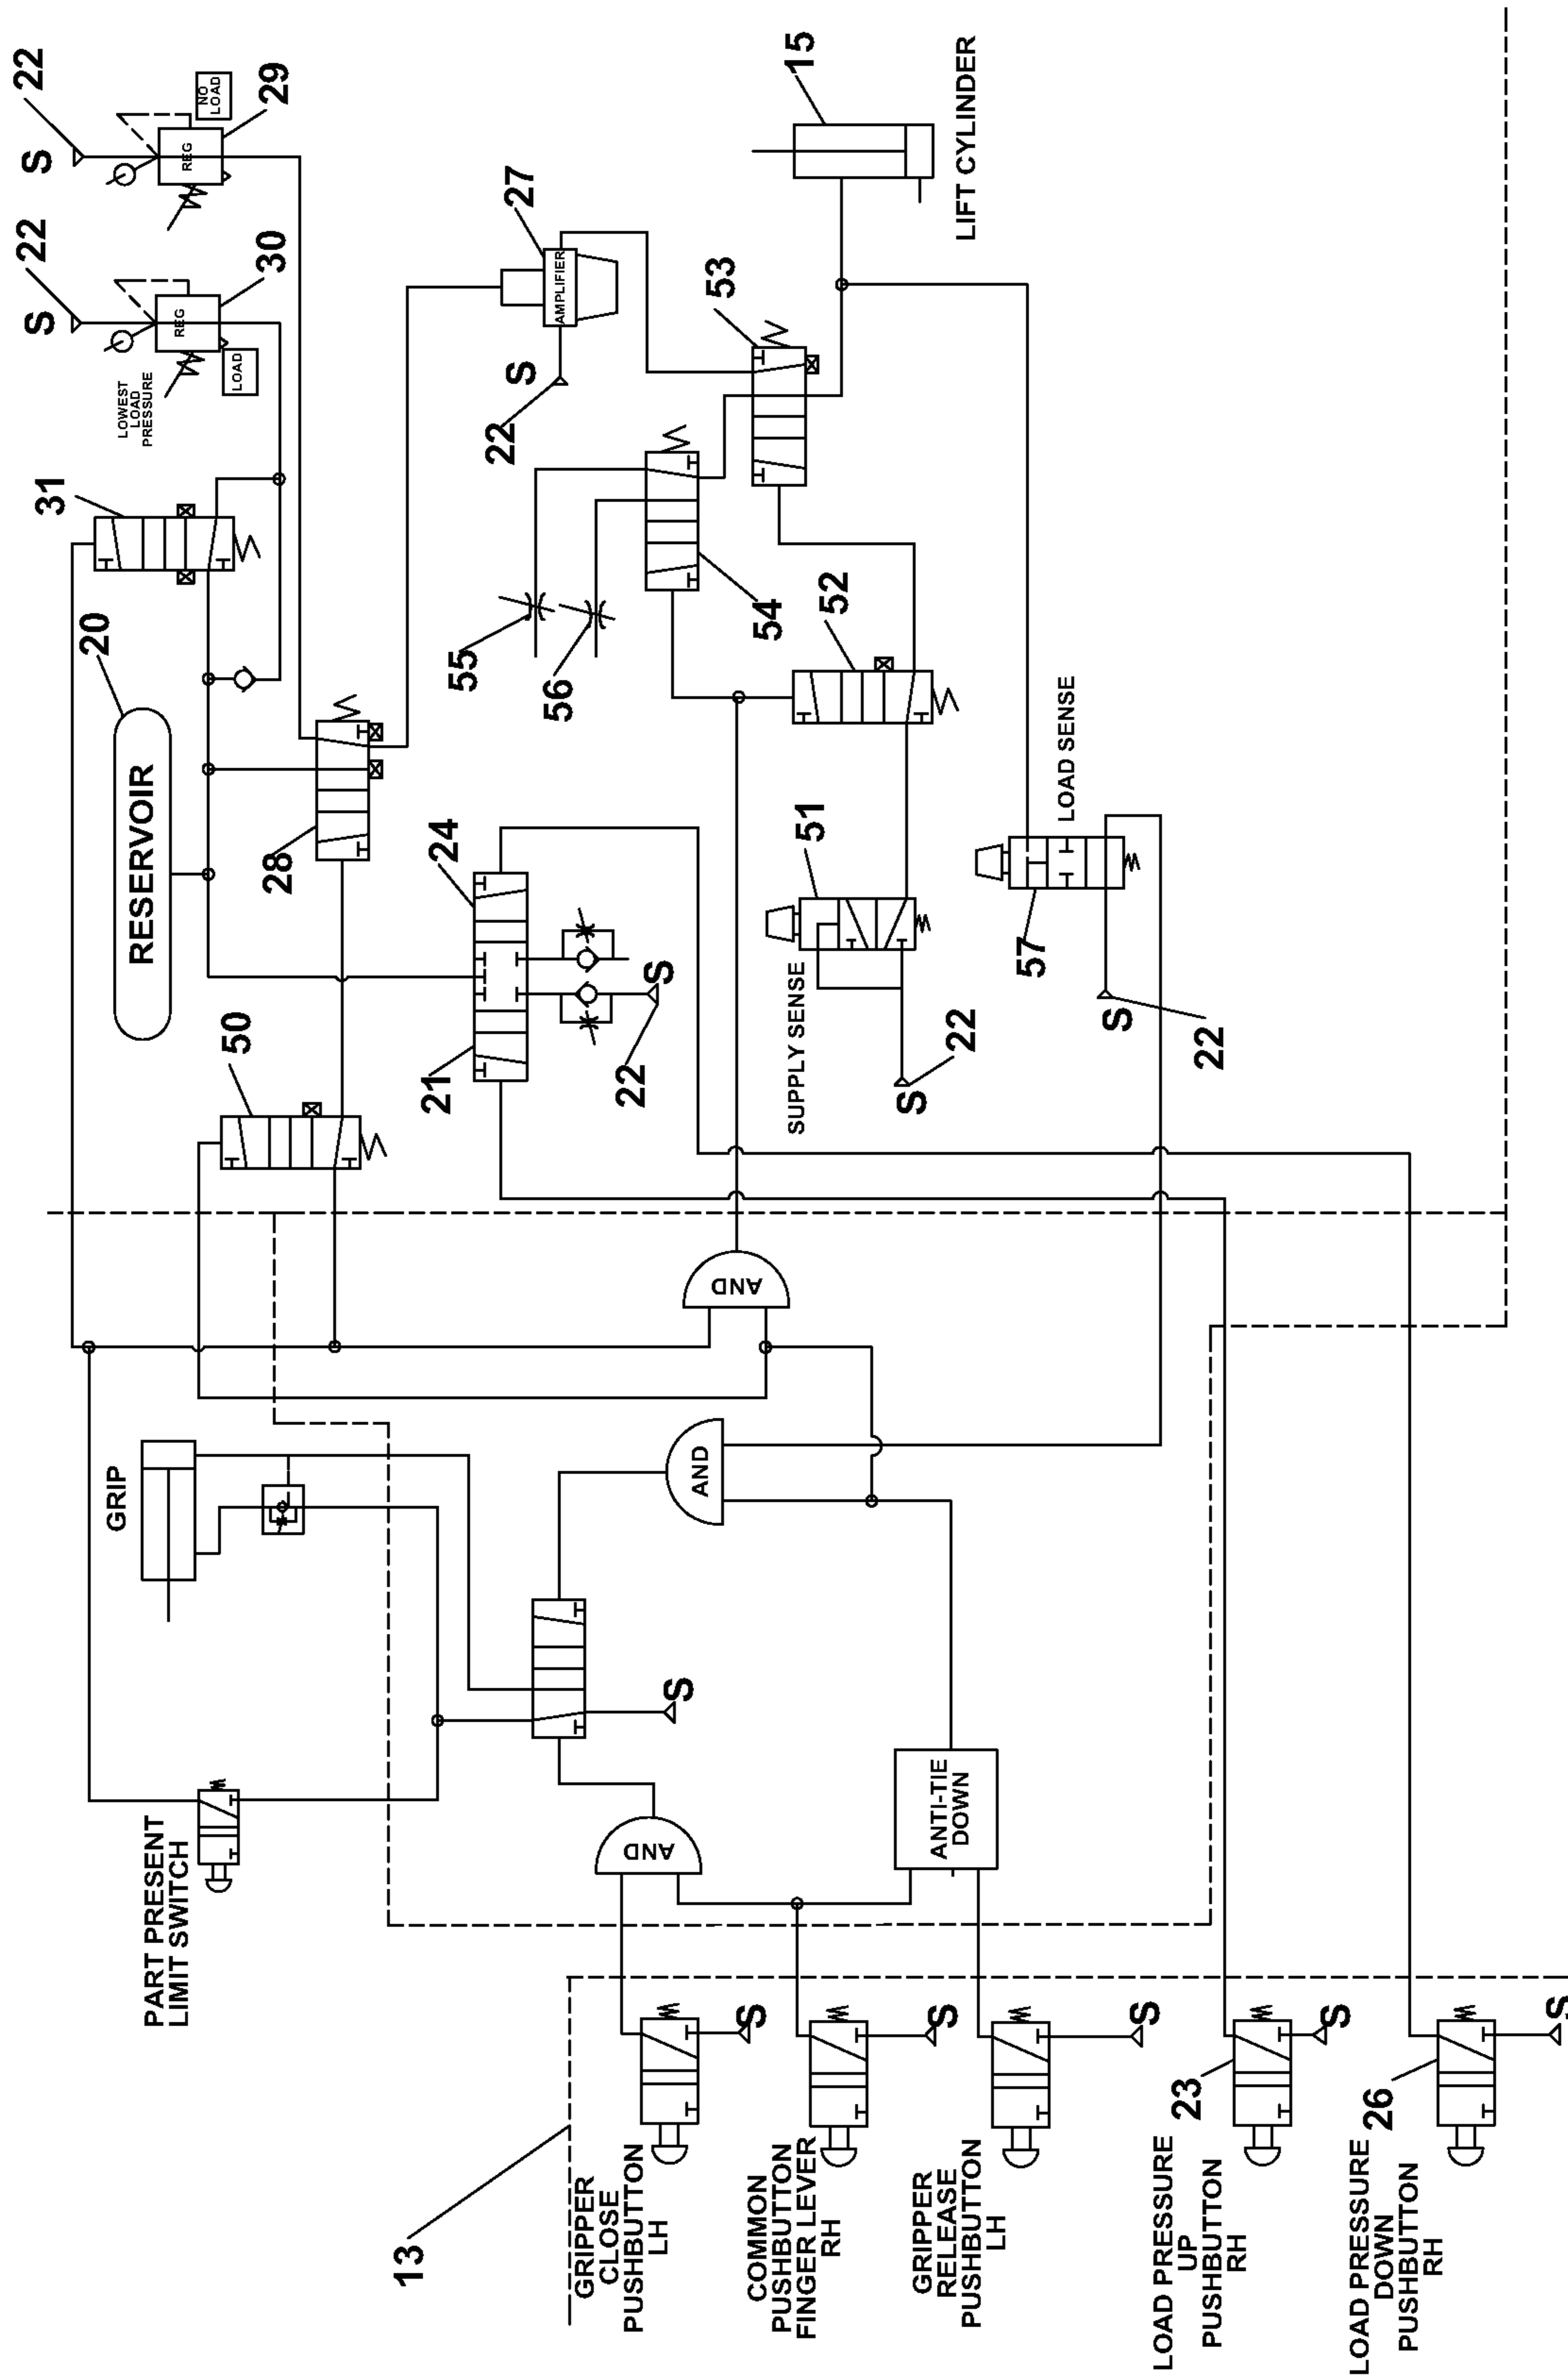 S
22
S
22
NO
LOAD
REG
29
REG
30
LOAD
LOWEST
LOAD
PRESSURE
31
20
RESERVOIR
28
50
27
AMPLIFIER
S
22
15
LIFT CYLINDER
53
54
55
56
52
24
21
S
22
51
SUPPLY SENSE
S
22
LOAD SENSE
57
S
22
AND
AND
GRIP
S
PART PRESENT
LIMIT SWITCH
AND
ANTI-TIE
DOWN
13
GRIPPER
CLOSE
PUSHBUTTON
LH
S
COMMON
PUSHBUTTON
FINGER LEVER
RH
S
GRIPPER
RELEASE
PUSHBUTTON
LH
S
LOAD PRESSURE
UP
PUSHBUTTON
RH
23
S
LOAD PRESSURE
DOWN
PUSHBUTTON
RH
26
S